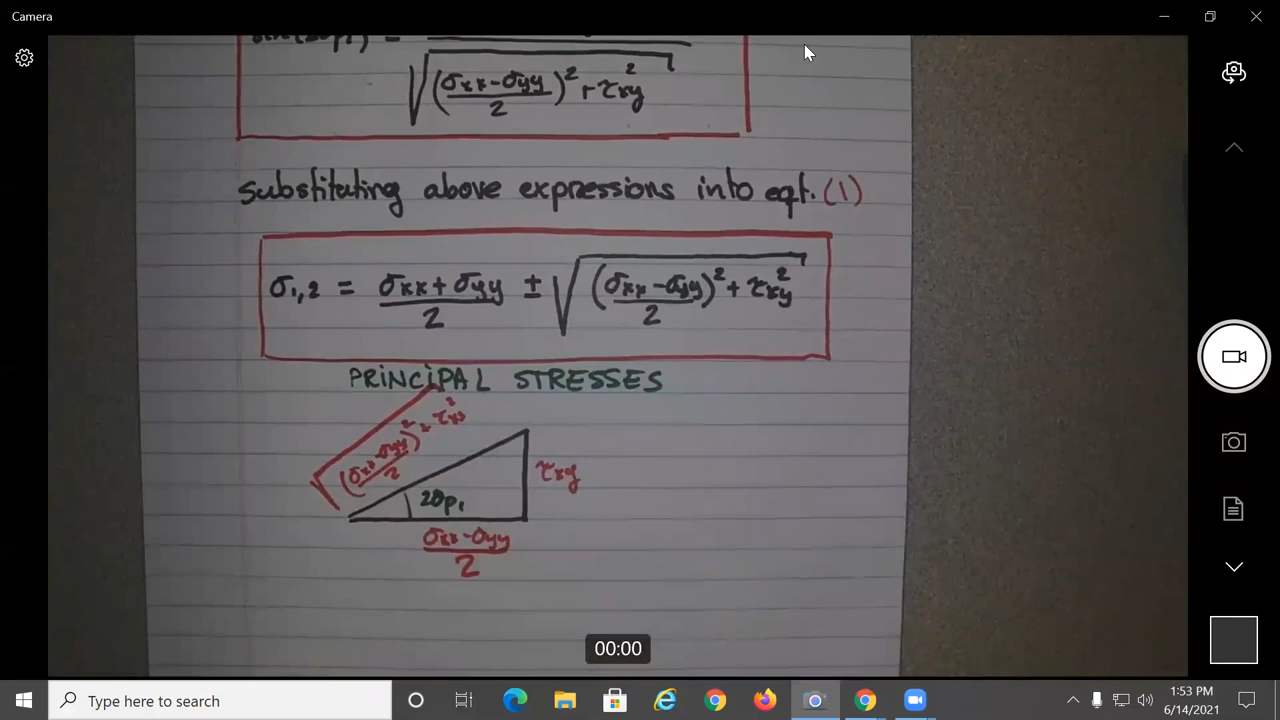 Camera
sin(2θp1) =
√((σxx-σyy)/2)² + τxy²
substituting above expressions into eqt. (1)
σ1,2 = (σxx+σyy)/2 ± √((σxx-σyy)/2)² + τxy²
PRINCIPAL STRESSES
((σxx-σyy)/2)² + τxy²
τxy
2θp1
(σxx-σyy)/2
00:00
Type here to search
1:53 PM
6/14/2021